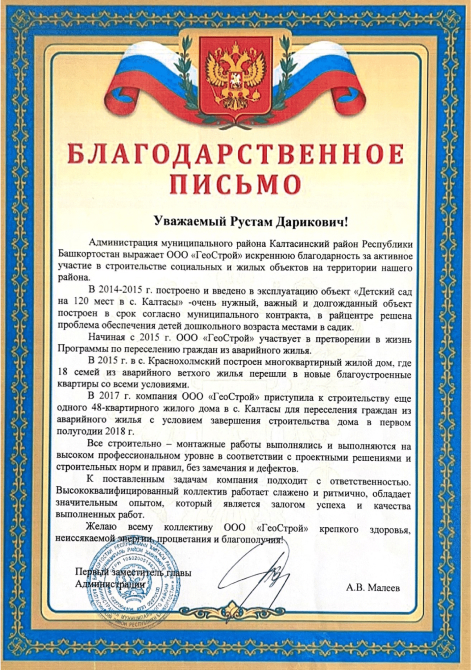 БЛАГОДАРСТВЕННОЕ
ПИСЬМО
Уважаемый Рустам Дарикович!
Администрация муниципального района Калтасинский район Республики
Башкортостан выражает ООО «ГеоСтрой» искреннюю благодарность за активное
участие в строительстве социальных и жилых объектов на территории нашего
района.
В 2014-2015 г. построено и введено в эксплуатацию объект «Детский сад
на 120 мест в с. Калтасы» -очень нужный, важный и долгожданный объект
построен в срок согласно муниципального контракта, в райцентре решена
проблема обеспечения детей дошкольного возраста местами в садик.
Начиная с 2015 г. ООО «ГеоСтрой» участвует в претворении в жизнь
Программы по переселению граждан из аварийного жилья.
В 2015 г. в с. Краснохолмский построен многоквартирный жилой дом, где
18 семей из аварийного ветхого жилья перешли в новые благоустроенные
квартиры со всеми условиями.
В 2017 г. компания ООО «ГеоСтрой» приступила к строительству еще
одного 48-квартирного жилого дома в с. Калтасы для переселения граждан из
аварийного жилья с условием завершения строительства дома в первом
полугодии 2018 г.
Все строительно – монтажные работы выполнялись и выполняются на
высоком профессиональном уровне в соответствии с проектными решениями и
строительных норм и правил, без замечания и дефектов.
К поставленным задачам компания подходит с ответственностью.
Высококвалифицированный коллектив работает слажено и ритмично, обладает
значительным опытом, который является залогом успеха и качества
выполненных работ.
Желаю всему коллективу ООО «ГеоСтрой» крепкого здоровья,
неиссякаемой энергии, процветания и благополучия!
Первый заместитель главы
Администрации
А.В. Малеев